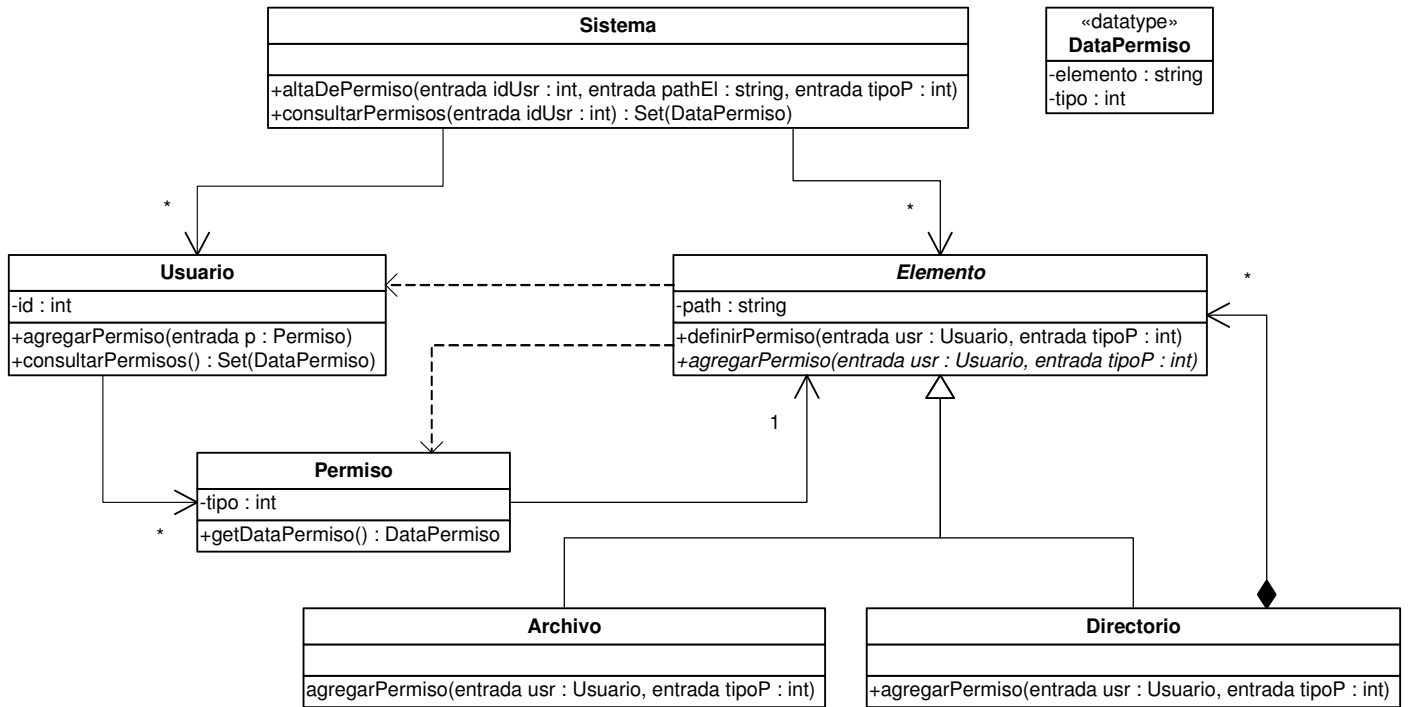 Sistema
+altaDePermiso(entrada idUsr : int, entrada pathEl : string, entrada tipoP : int)
+consultarPermisos(entrada idUsr : int) : Set(DataPermiso)
«datatype»
DataPermiso
-elemento : string
-tipo : int
*
*
Usuario
-id : int
+agregarPermiso(entrada p : Permiso)
+consultarPermisos() : Set(DataPermiso)
Elemento
-path : string
+definirPermiso(entrada usr : Usuario, entrada tipoP : int)
+agregarPermiso(entrada usr : Usuario, entrada tipoP : int)
*
1
Permiso
-tipo : int
+getDataPermiso() : DataPermiso
*
Archivo
agregarPermiso(entrada usr : Usuario, entrada tipoP : int)
Directorio
+agregarPermiso(entrada usr : Usuario, entrada tipoP : int)